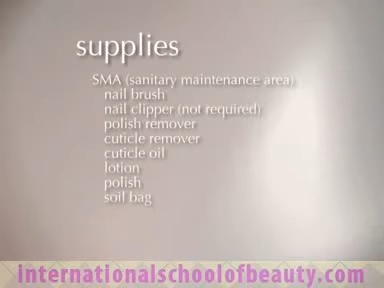 supplies
SMA (sanitary maintenance area)
nail brush
nail clipper (not required)
polish remover
cuticle remover
cuticle oil
lotion
polish
soil bag
internationalschoolofbeauty.com